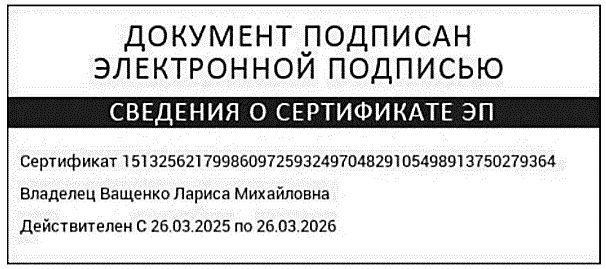 ДОКУМЕНТ ПОДПИСАН
ЭЛЕКТРОННОЙ ПОДПИСЬЮ
СВЕДЕНИЯ О СЕРТИФИКАТЕ ЭП
Сертификат 151325621799860972593249704829105498913750279364
Владелец Ващенко Лариса Михайловна
Действителен С 26.03.2025 по 26.03.2026